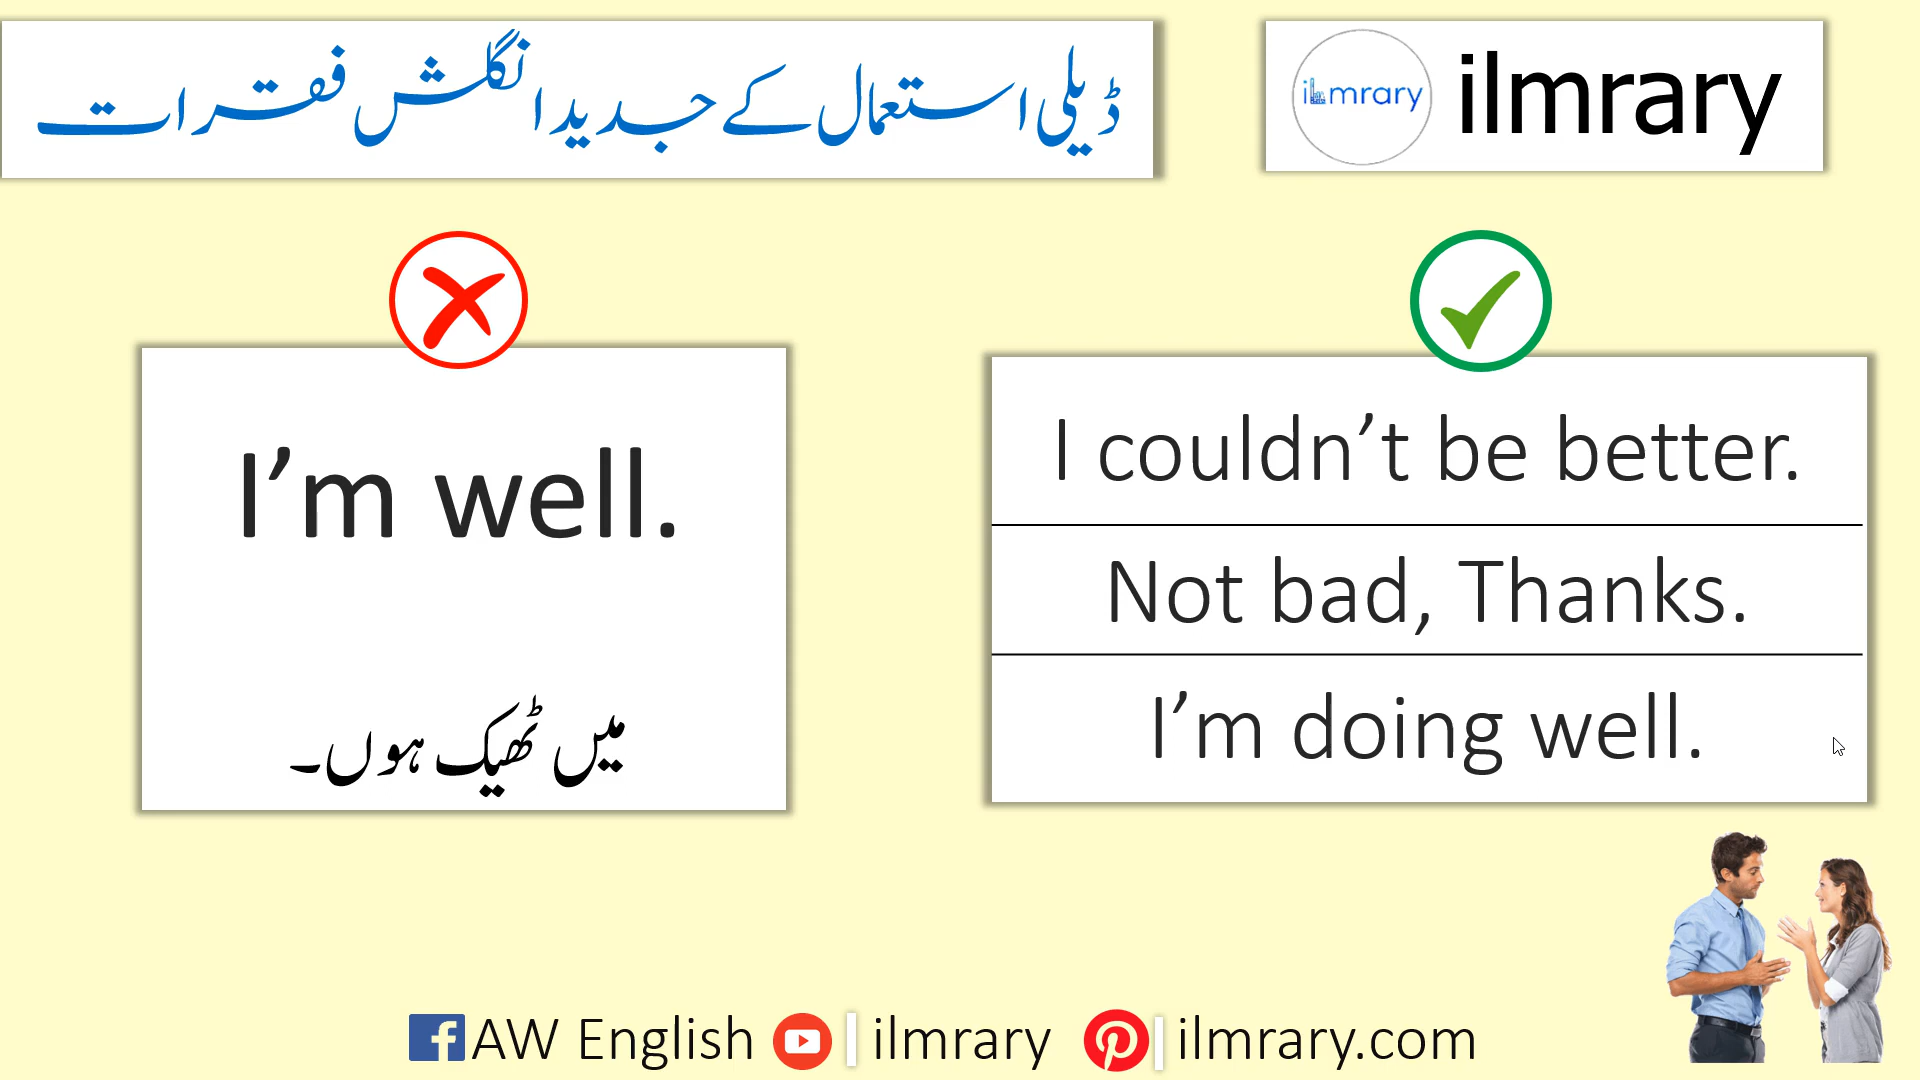 ڈیلی استعمال کے جدید انگلش فقرات
ilmrary
ilmrary
I’m well.
میں ٹھیک ہوں۔
I couldn’t be better.
Not bad, Thanks.
I’m doing well.
AW English | ilmrary | ilmrary.com